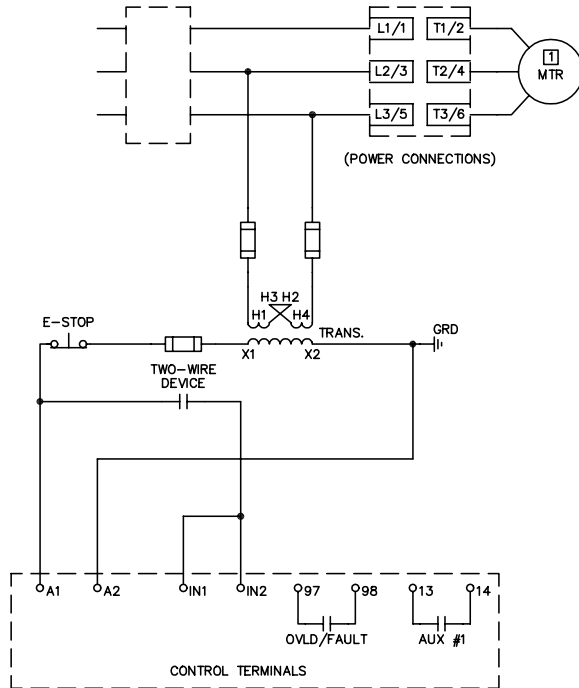 L1/1 T1/2
1
MTR
L2/3 T2/4
L3/5 T3/6
(POWER CONNECTIONS)
H3 H2
H1 H4
E-STOP
TRANS.
GRD
X1 X2
TWO-WIRE
DEVICE
A1 A2 IN1 IN2 97 98 13 14
OVLD/FAULT AUX #1
CONTROL TERMINALS